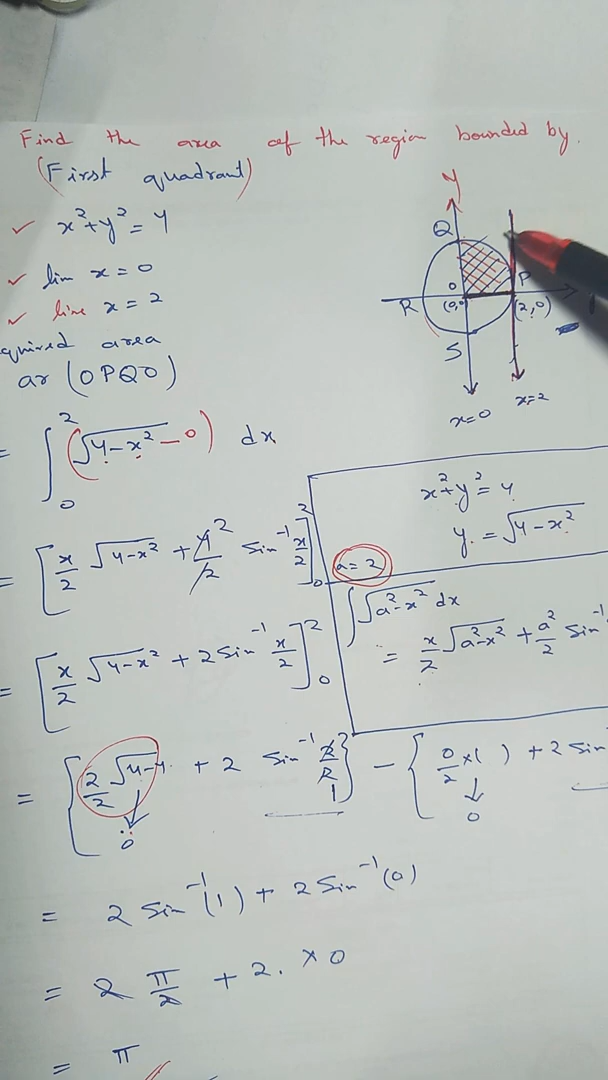 Find the area of the region bounded by.
(First quadrant)
✓ x²+y² = 4
✓ lim x = 0
✓ line x = 2
quired area
ar (OPQO)
Y
Q
O
P
R
(0,0)
(2,0)
S
x=0
x=2
= ∫₀² (√4-x² - 0) dx
= [x/2 √4-x² + 4/2 2 sin⁻¹ x/2]₀²
x²+y² = 4
y. = √4-x²
a = 2
∫√a²-x² dx
= x/2 √a²-x² + a²/2 sin⁻¹
= [x/2 √4-x² + 2 sin⁻¹ x/2]₀²
= {2/2 √4-4 + 2 sin⁻¹ 2/2 1} - {0/2 ×( ) + 2 sin
0
0
= 2 sin⁻¹(1) + 2 sin⁻¹(0)
= 2 π/2 + 2. × 0
= π